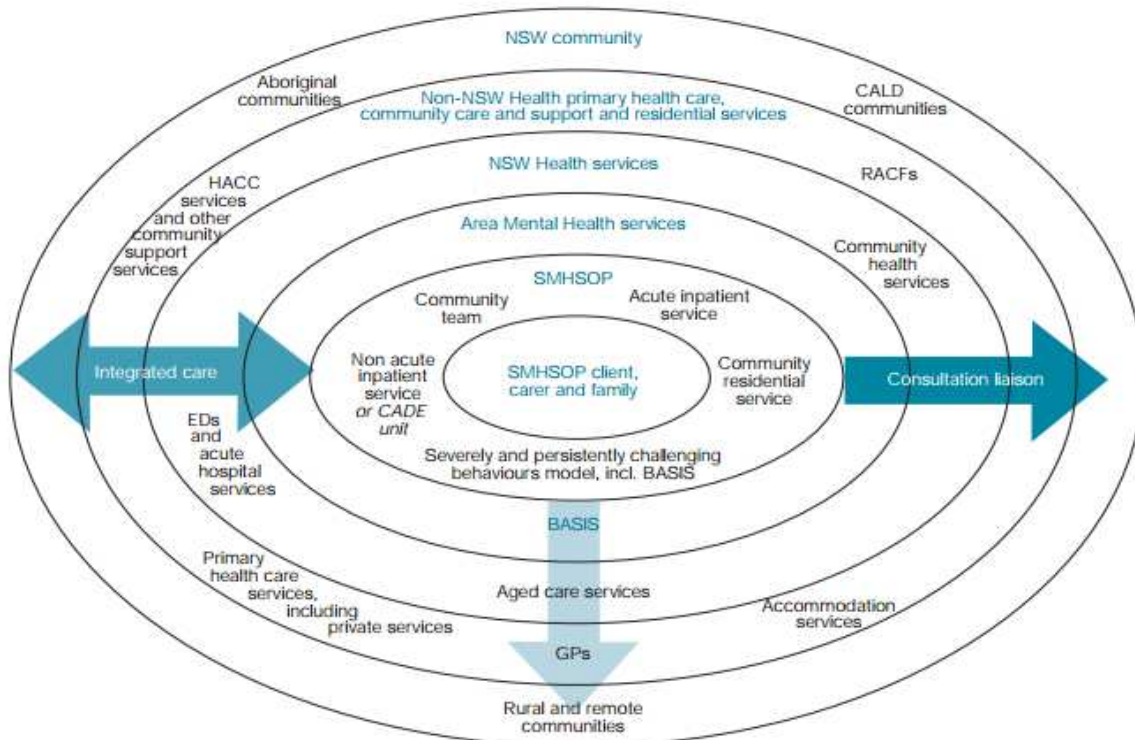 NSW community
Aboriginal
communities
CALD
communities
Non-NSW Health primary health care,
community care and support and residential services
NSW Health services
RACFs
HACC
services
and other
community
support
services
Area Mental Health services
Community
health
services
SMHSOP
Community
team
Acute inpatient
service
Integrated care
Non acute
inpatient
service
or CADE
unit
SMHSOP client,
carer and family
Community
residential
service
Consultation liaison
EDs
and
acute
hospital
services
Severely and persistently challenging
behaviours model, incl. BASIS
BASIS
Primary
health care
services,
including
private services
Aged care services
Accommodation
services
GPs
Rural and remote
communities